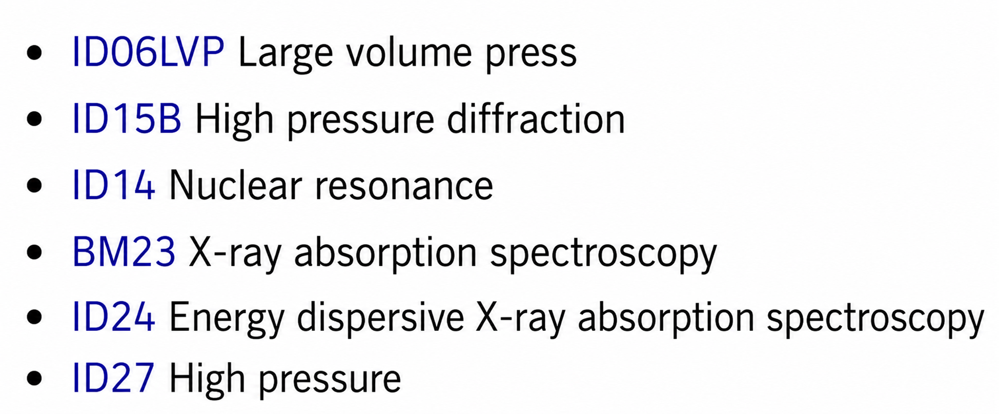 • ID06LVP Large volume press
• ID15B High pressure diffraction
• ID14 Nuclear resonance
• BM23 X-ray absorption spectroscopy
• ID24 Energy dispersive X-ray absorption spectroscopy
• ID27 High pressure